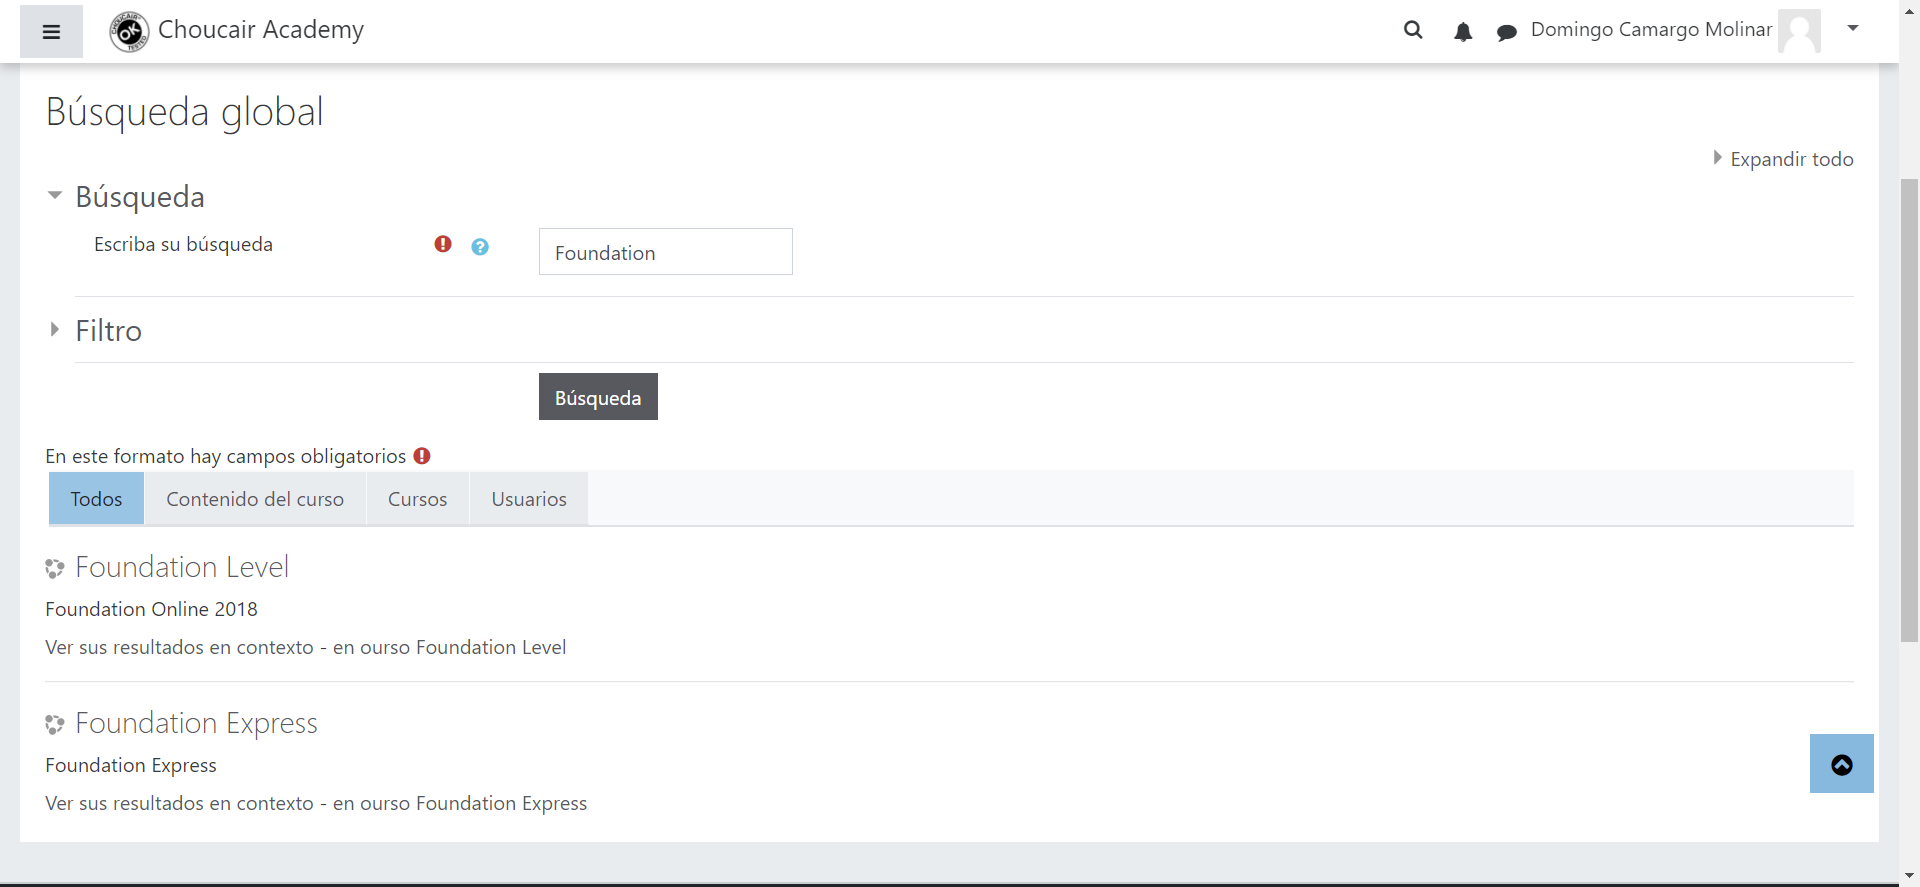 Choucair Academy
Domingo Camargo Molinar
Búsqueda global
Expandir todo
Búsqueda
Escriba su búsqueda
Foundation
Filtro
Búsqueda
En este formato hay campos obligatorios
Todos Contenido del curso Cursos Usuarios
Foundation Level
Foundation Online 2018
Ver sus resultados en contexto - en ourso Foundation Level
Foundation Express
Foundation Express
Ver sus resultados en contexto - en ourso Foundation Express